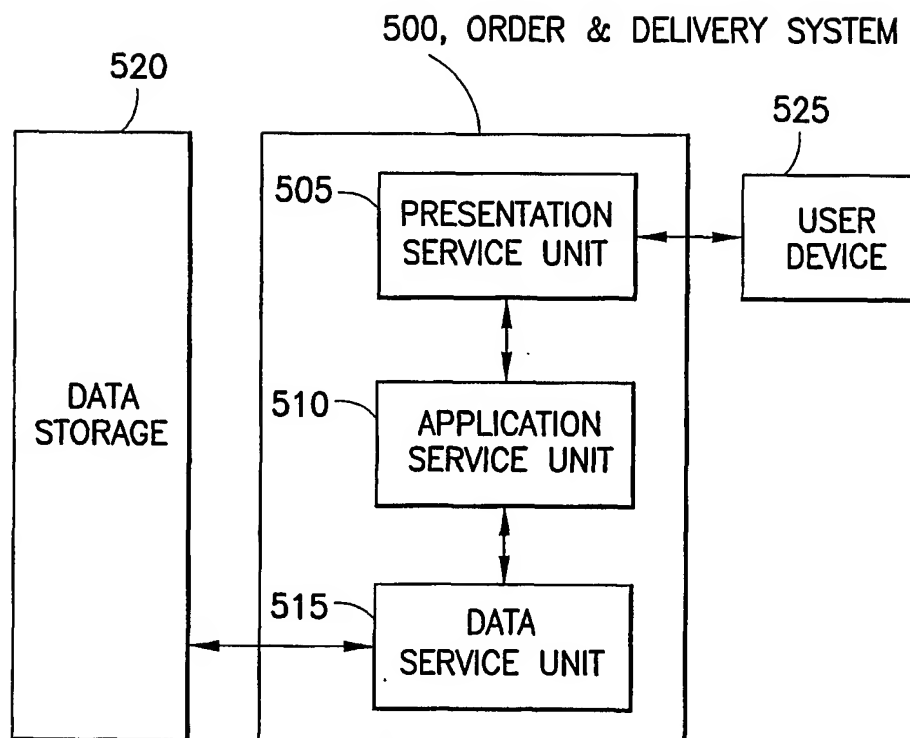 500, ORDER & DELIVERY SYSTEM
520
525
505
PRESENTATION
SERVICE UNIT
USER
DEVICE
DATA
STORAGE
510
APPLICATION
SERVICE UNIT
515
DATA
SERVICE UNIT